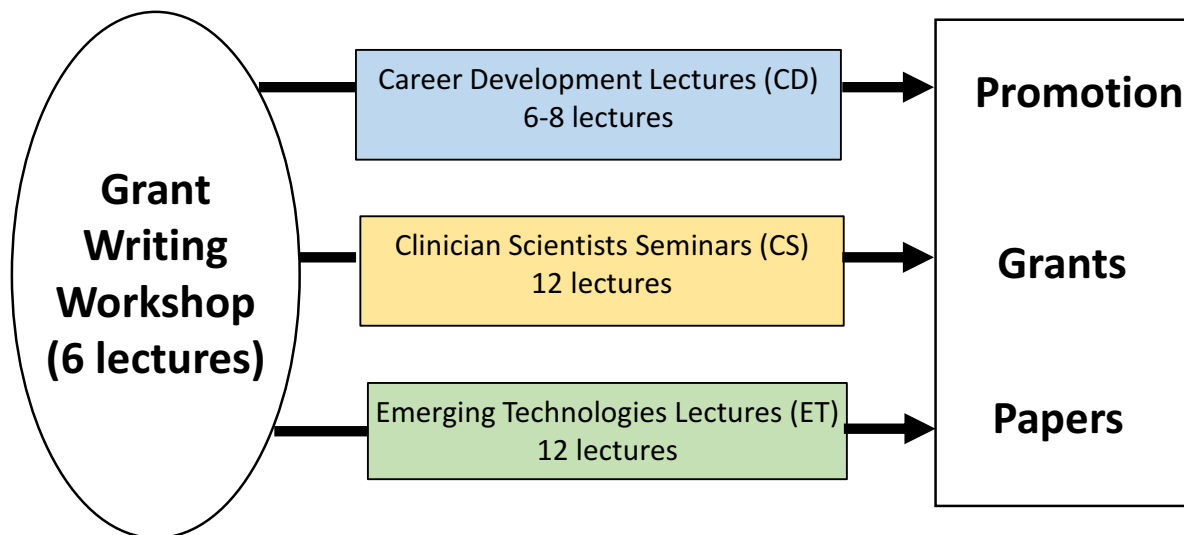 Grant
Writing
Workshop
(6 lectures)
Career Development Lectures (CD)
6-8 lectures
Clinician Scientists Seminars (CS)
12 lectures
Emerging Technologies Lectures (ET)
12 lectures
Promotion
Grants
Papers